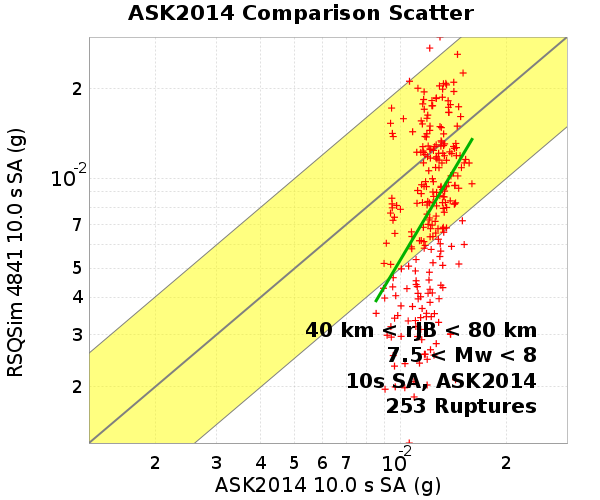 ASK2014 Comparison Scatter
RSQSim 4841 10.0 s SA (g)
2
10-2
7
5
4
3
2
40 km < rJB < 80 km
7.5 < Mw < 8
10s SA, ASK2014
253 Ruptures
2 3 4 5 6 7 10-2 2
ASK2014 10.0 s SA (g)